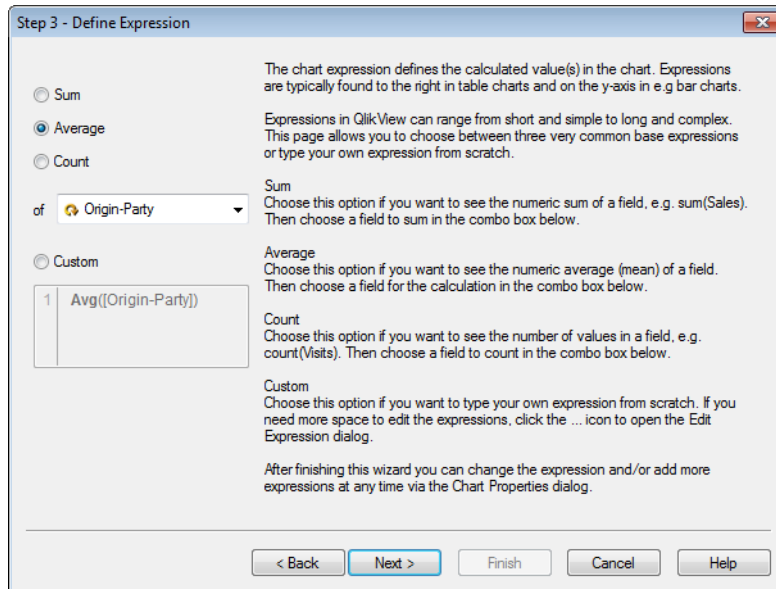 Step 3 - Define Expression
Sum
Average
Count
of Origin-Party
Custom
1 Avg([Origin-Party])
The chart expression defines the calculated value(s) in the chart. Expressions
are typically found to the right in table charts and on the y-axis in e.g bar charts.
Expressions in QlikView can range from short and simple to long and complex.
This page allows you to choose between three very common base expressions
or type your own expression from scratch.
Sum
Choose this option if you want to see the numeric sum of a field, e.g. sum(Sales).
Then choose a field to sum in the combo box below.
Average
Choose this option if you want to see the numeric average (mean) of a field.
Then choose a field for the calculation in the combo box below.
Count
Choose this option if you want to see the number of values in a field, e.g.
count(Visits). Then choose a field to count in the combo box below.
Custom
Choose this option if you want to type your own expression from scratch. If you
need more space to edit the expressions, click the ... icon to open the Edit
Expression dialog.
After finishing this wizard you can change the expression and/or add more
expressions at any time via the Chart Properties dialog.
< Back Next > Finish Cancel Help